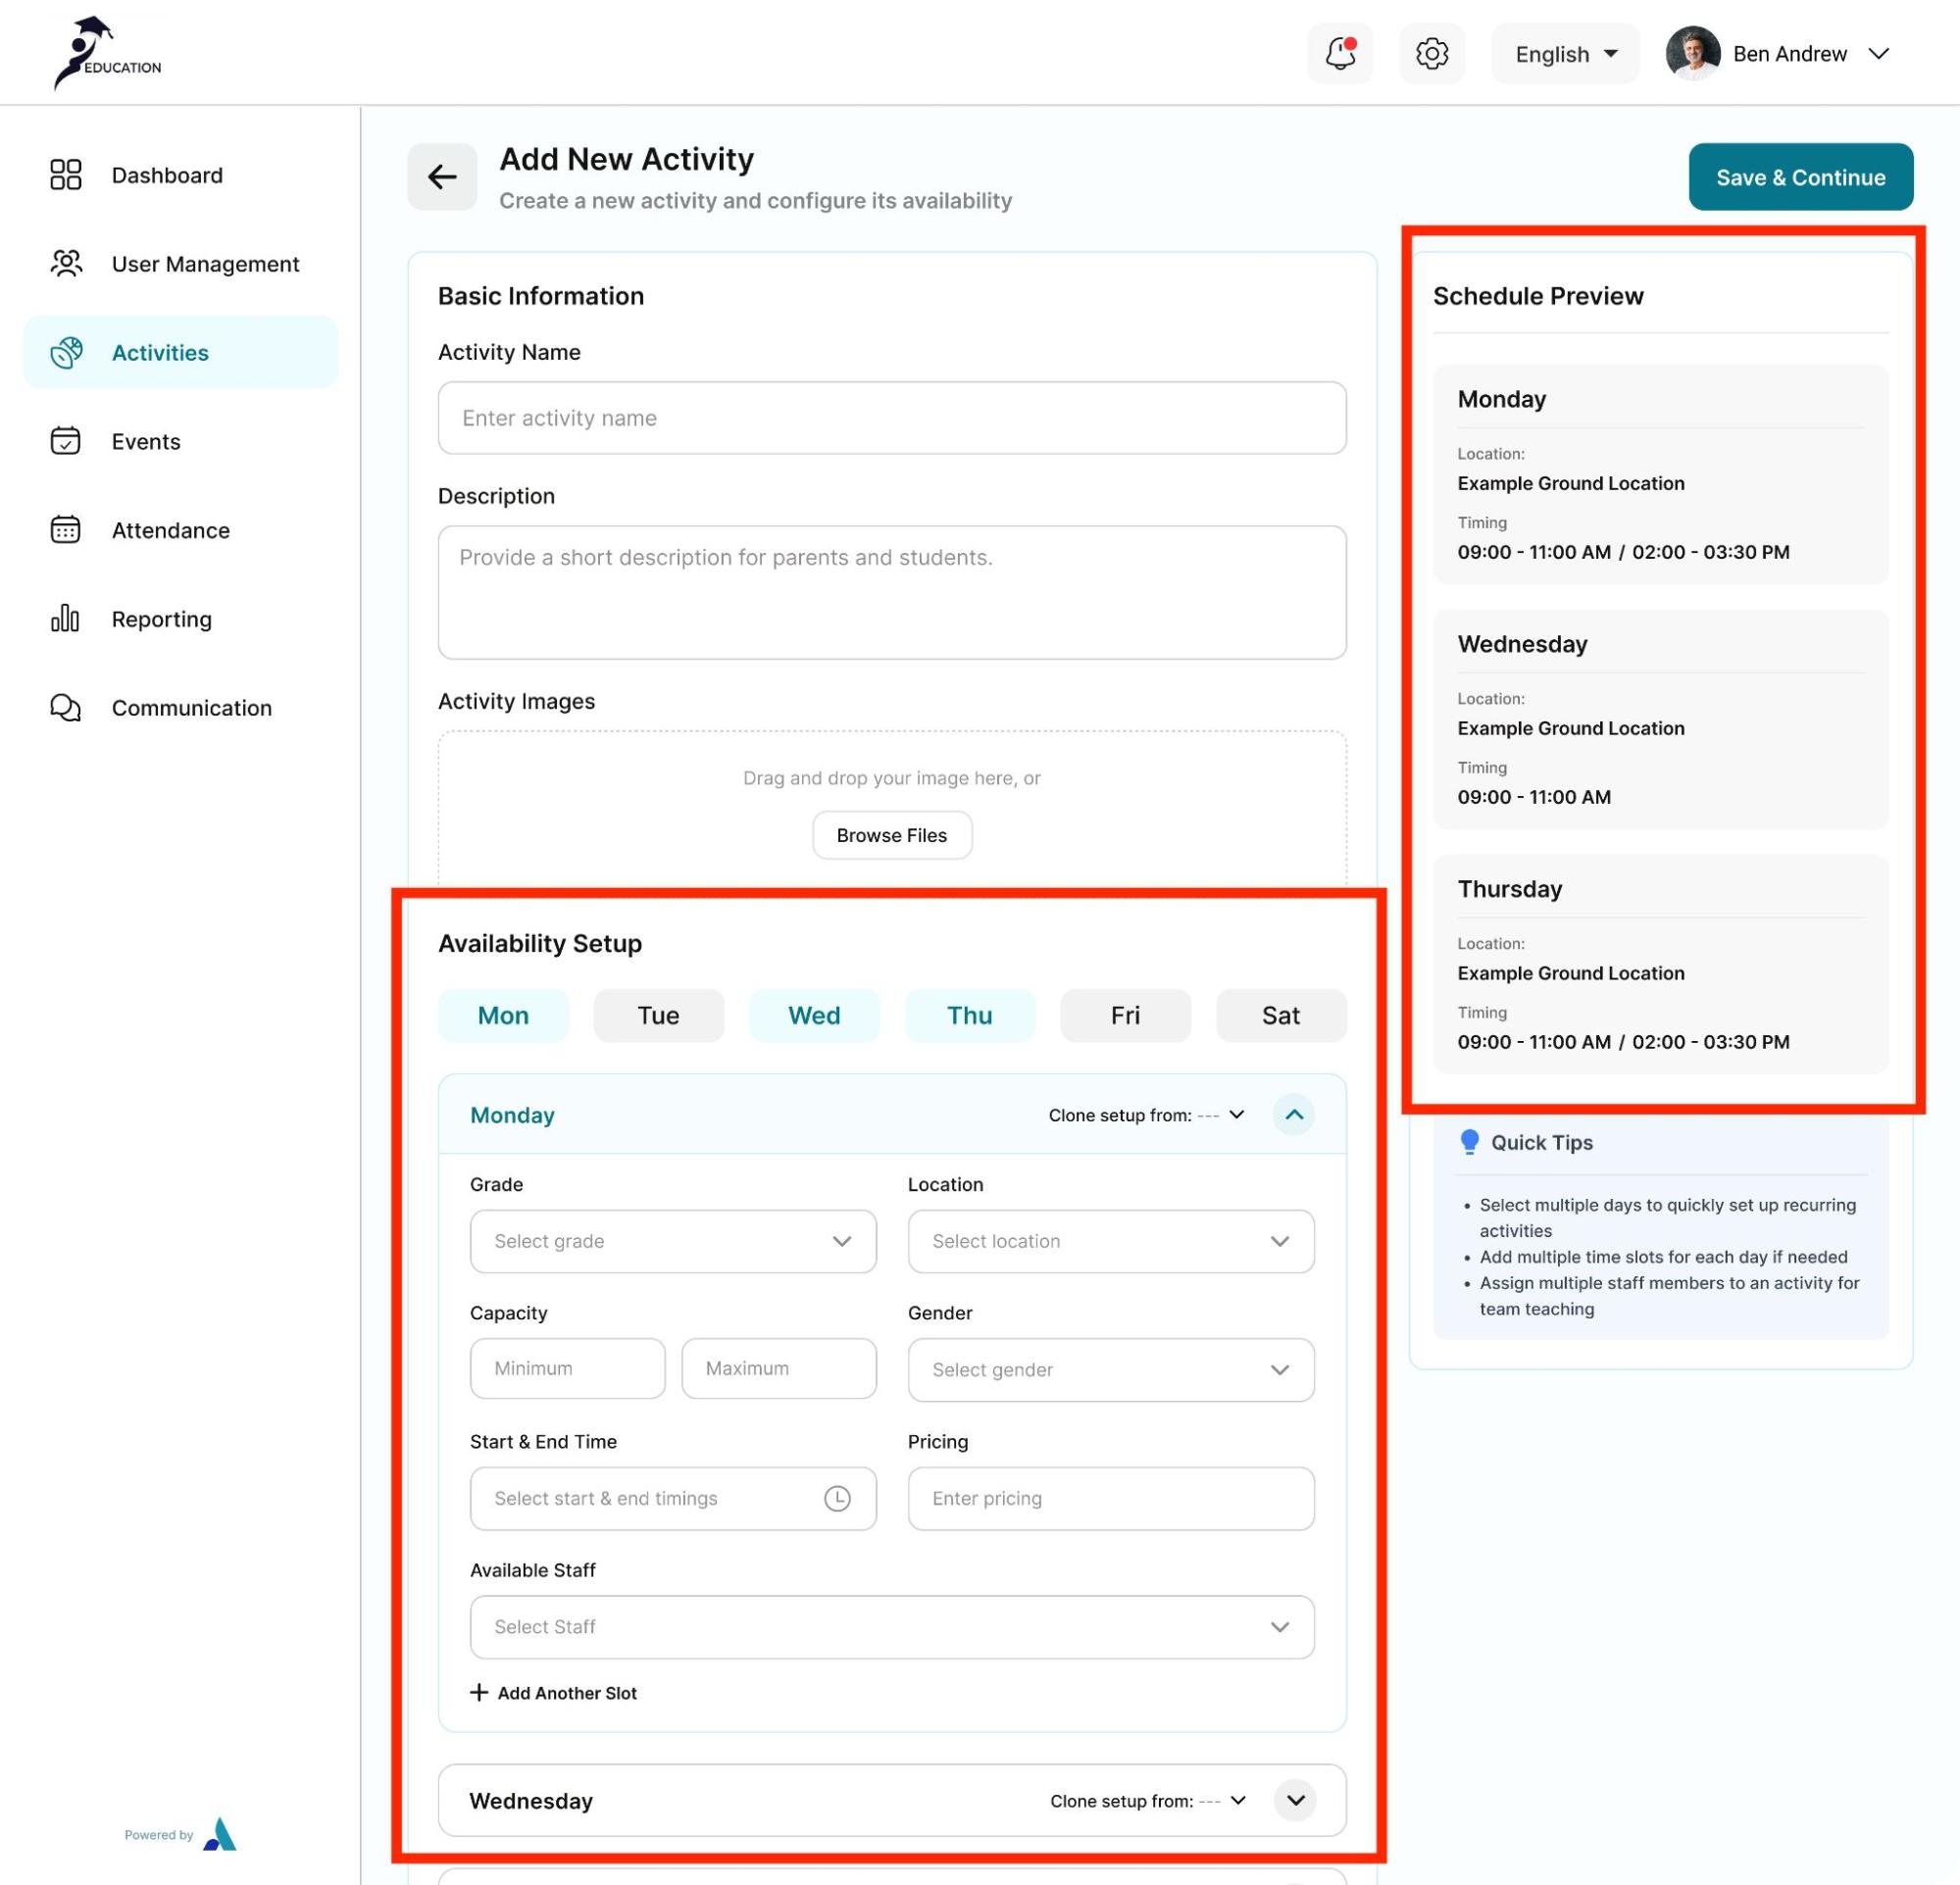 EDUCATION
English
Ben Andrew
Dashboard
User Management
Activities
Events
Attendance
Reporting
Communication
Powered by
Add New Activity
Create a new activity and configure its availability
Save & Continue
Basic Information
Activity Name
Enter activity name
Description
Provide a short description for parents and students.
Activity Images
Drag and drop your image here, or
Browse Files
Availability Setup
Mon Tue Wed Thu Fri Sat
Monday Clone setup from: ---
Grade Location
Select grade Select location
Capacity Gender
Minimum Maximum Select gender
Start & End Time Pricing
Select start & end timings Enter pricing
Available Staff
Select Staff
+ Add Another Slot
Wednesday Clone setup from: ---
Schedule Preview
Monday
Location:
Example Ground Location
Timing
09:00 - 11:00 AM / 02:00 - 03:30 PM
Wednesday
Location:
Example Ground Location
Timing
09:00 - 11:00 AM
Thursday
Location:
Example Ground Location
Timing
09:00 - 11:00 AM / 02:00 - 03:30 PM
Quick Tips
• Select multiple days to quickly set up recurring
activities
• Add multiple time slots for each day if needed
• Assign multiple staff members to an activity for
team teaching